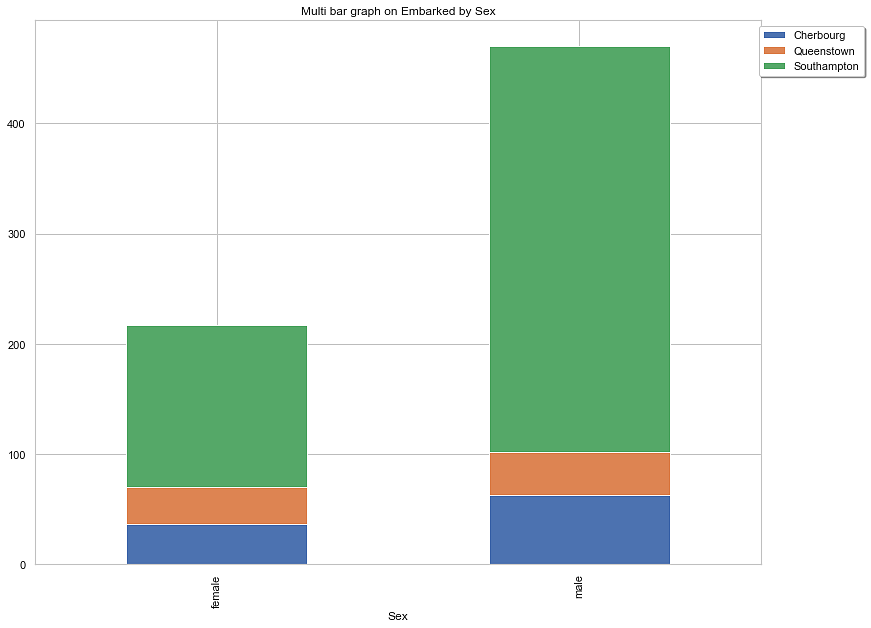 Multi bar graph on Embarked by Sex
Cherbourg
Queenstown
Southampton
400
300
200
100
0
female
male
Sex